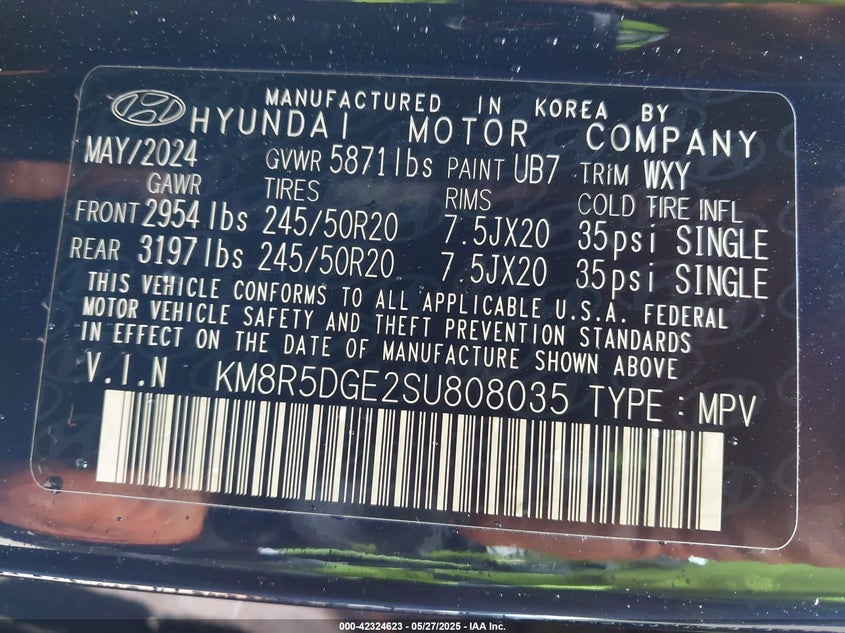 MANUFACTURED IN KOREA BY
HYUNDAI MOTOR COMPANY
MAY/2024 GVWR 5871lbs PAINT UB7 TRIM WXY
GAWR TIRES RIMS COLD TIRE INFL
FRONT 2954lbs 245/50R20 7.5JX20 35psi SINGLE
REAR 3197lbs 245/50R20 7.5JX20 35psi SINGLE
THIS VEHICLE CONFORMS TO ALL APPLICABLE U.S.A. FEDERAL
MOTOR VEHICLE SAFETY AND THEFT PREVENTION STANDARDS
IN EFFECT ON THE DATE OF MANUFACTURE SHOWN ABOVE
V.I.N KM8R5DGE2SU808035 TYPE : MPV
000-42324623 - 05/27/2025 - IAA Inc.